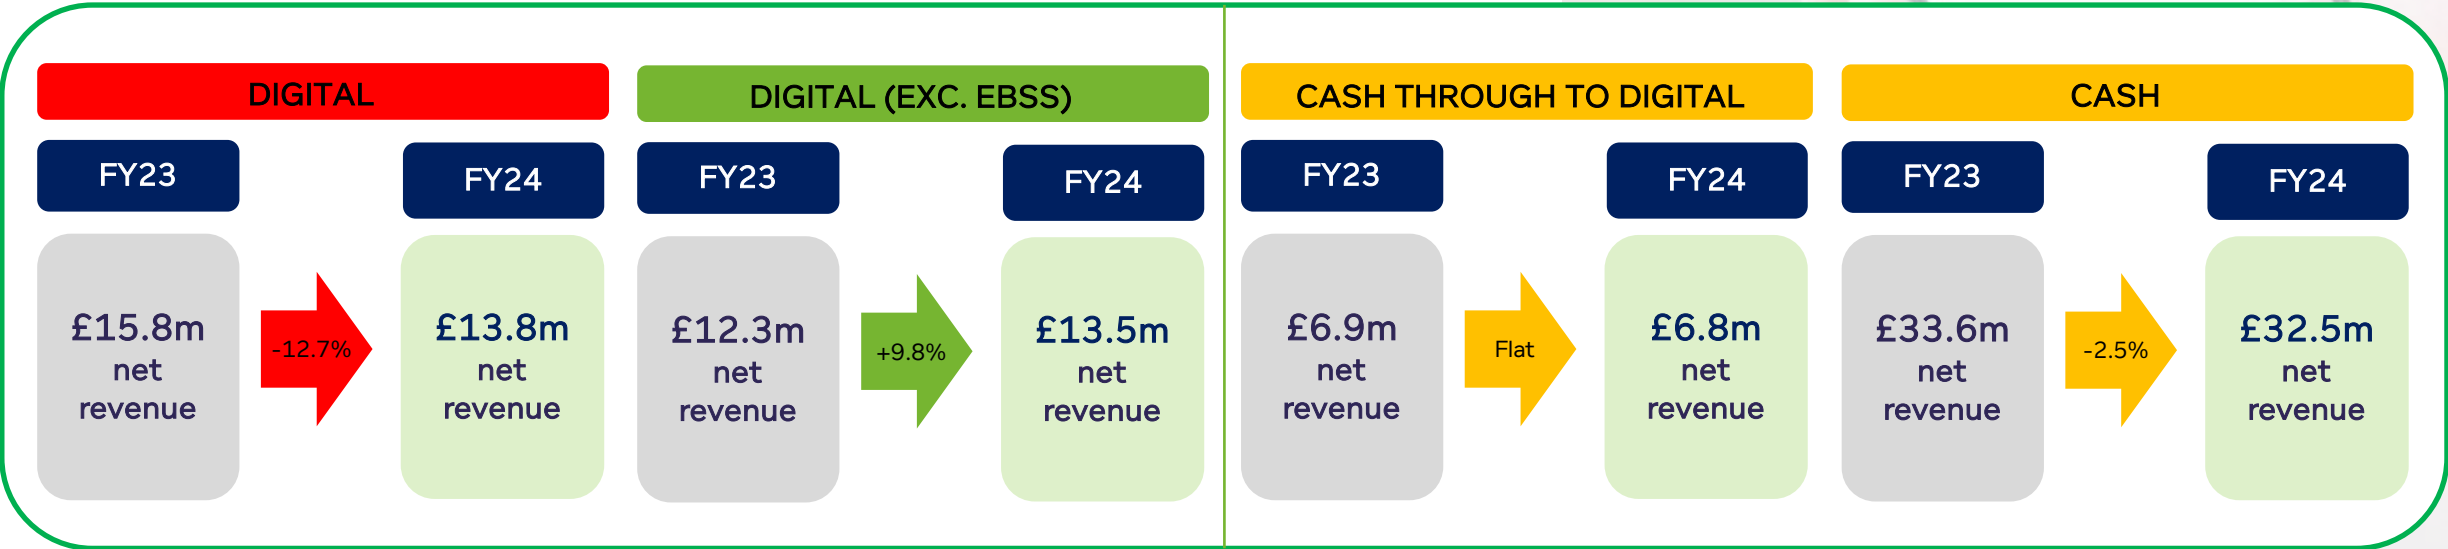 DIGITAL
FY23
FY24
£15.8m
net
revenue
-12.7%
£13.8m
net
revenue
DIGITAL (EXC. EBSS)
FY23
FY24
£12.3m
net
revenue
+9.8%
£13.5m
net
revenue
CASH THROUGH TO DIGITAL
FY23
FY24
£6.9m
net
revenue
Flat
£6.8m
net
revenue
CASH
FY23
FY24
£33.6m
net
revenue
-2.5%
£32.5m
net
revenue